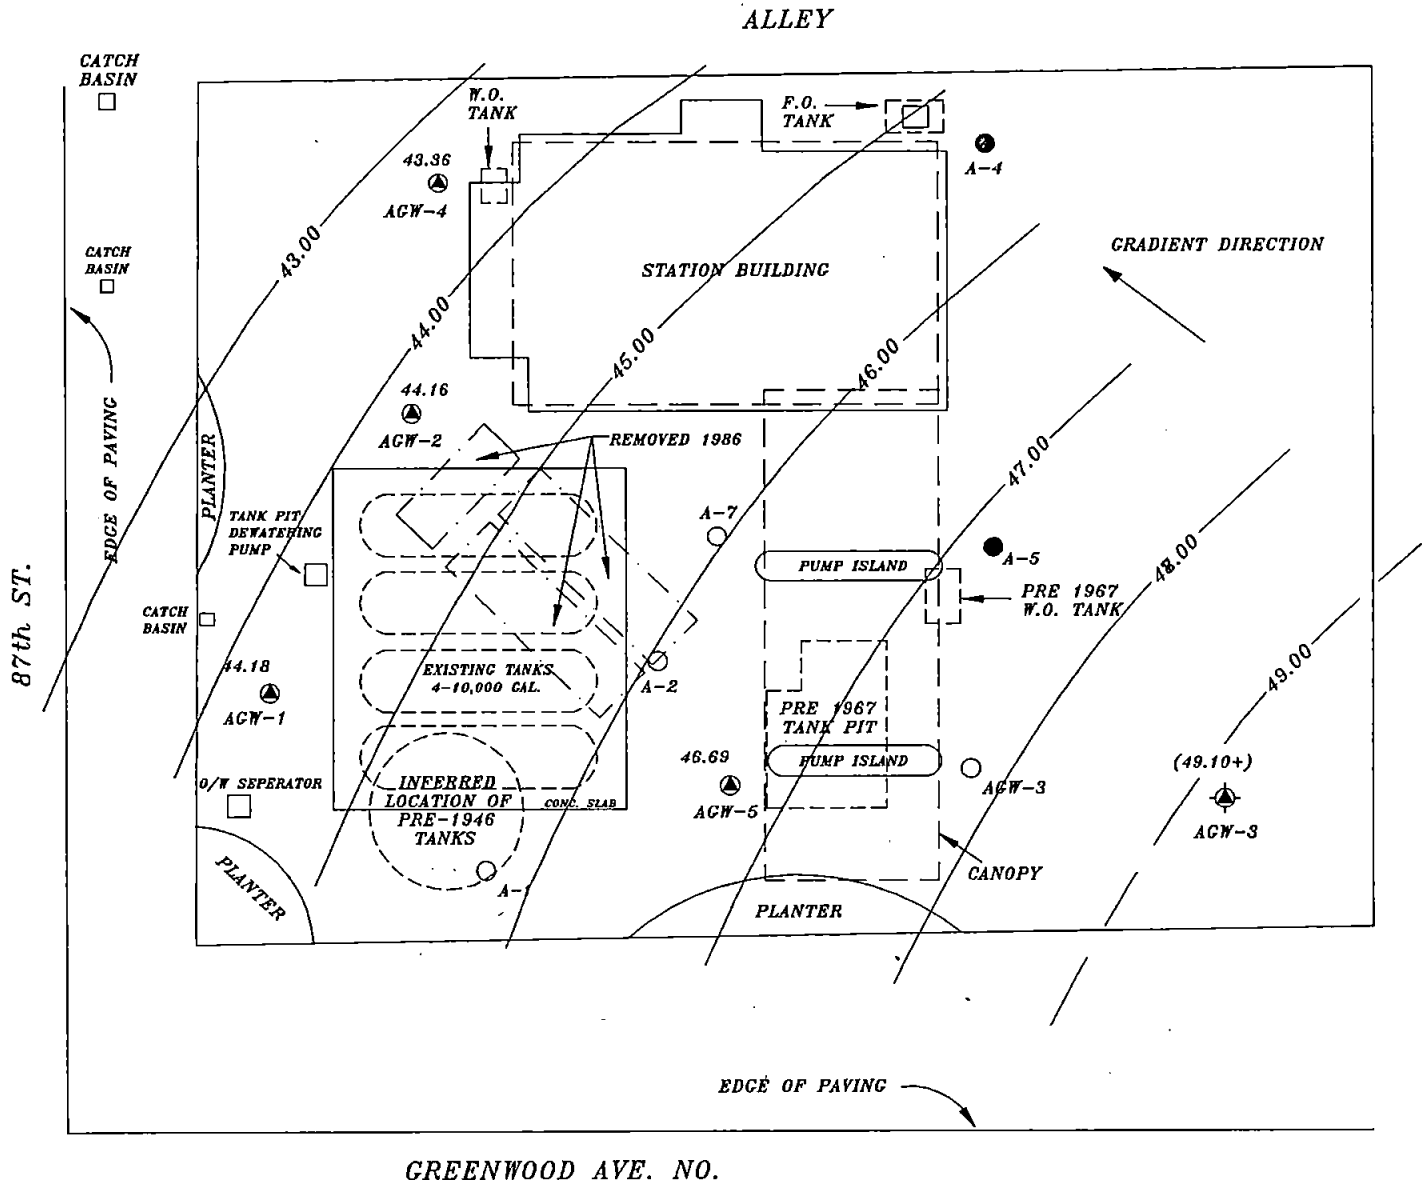 ALLEY
CATCH
BASIN
W.O.
TANK
F.O.
TANK
43.36
AGW-4
A-4
43.00
CATCH
BASIN
STATION BUILDING
GRADIENT DIRECTION
44.00
45.00
46.00
44.16
AGW-2
REMOVED 1986
EDGE OF PAVING
PLANTER
47.00
TANK PIT
DEWATERING
PUMP
A-7
A-5
PUMP ISLAND
48.00
PRE 1967
W.O. TANK
87th ST.
CATCH
BASIN
44.18
AGW-1
EXISTING TANKS
4-10,000 GAL.
A-2
49.00
PRE 1967
TANK PIT
46.69
AGW-5
PUMP ISLAND
AGW-3
(49.10+)
AGW-3
O/W SEPERATOR
INFERRED
LOCATION OF
PRE-1946
TANKS
CONC. SLAB
A-1
PLANTER
CANOPY
PLANTER
EDGE OF PAVING
GREENWOOD AVE. NO.